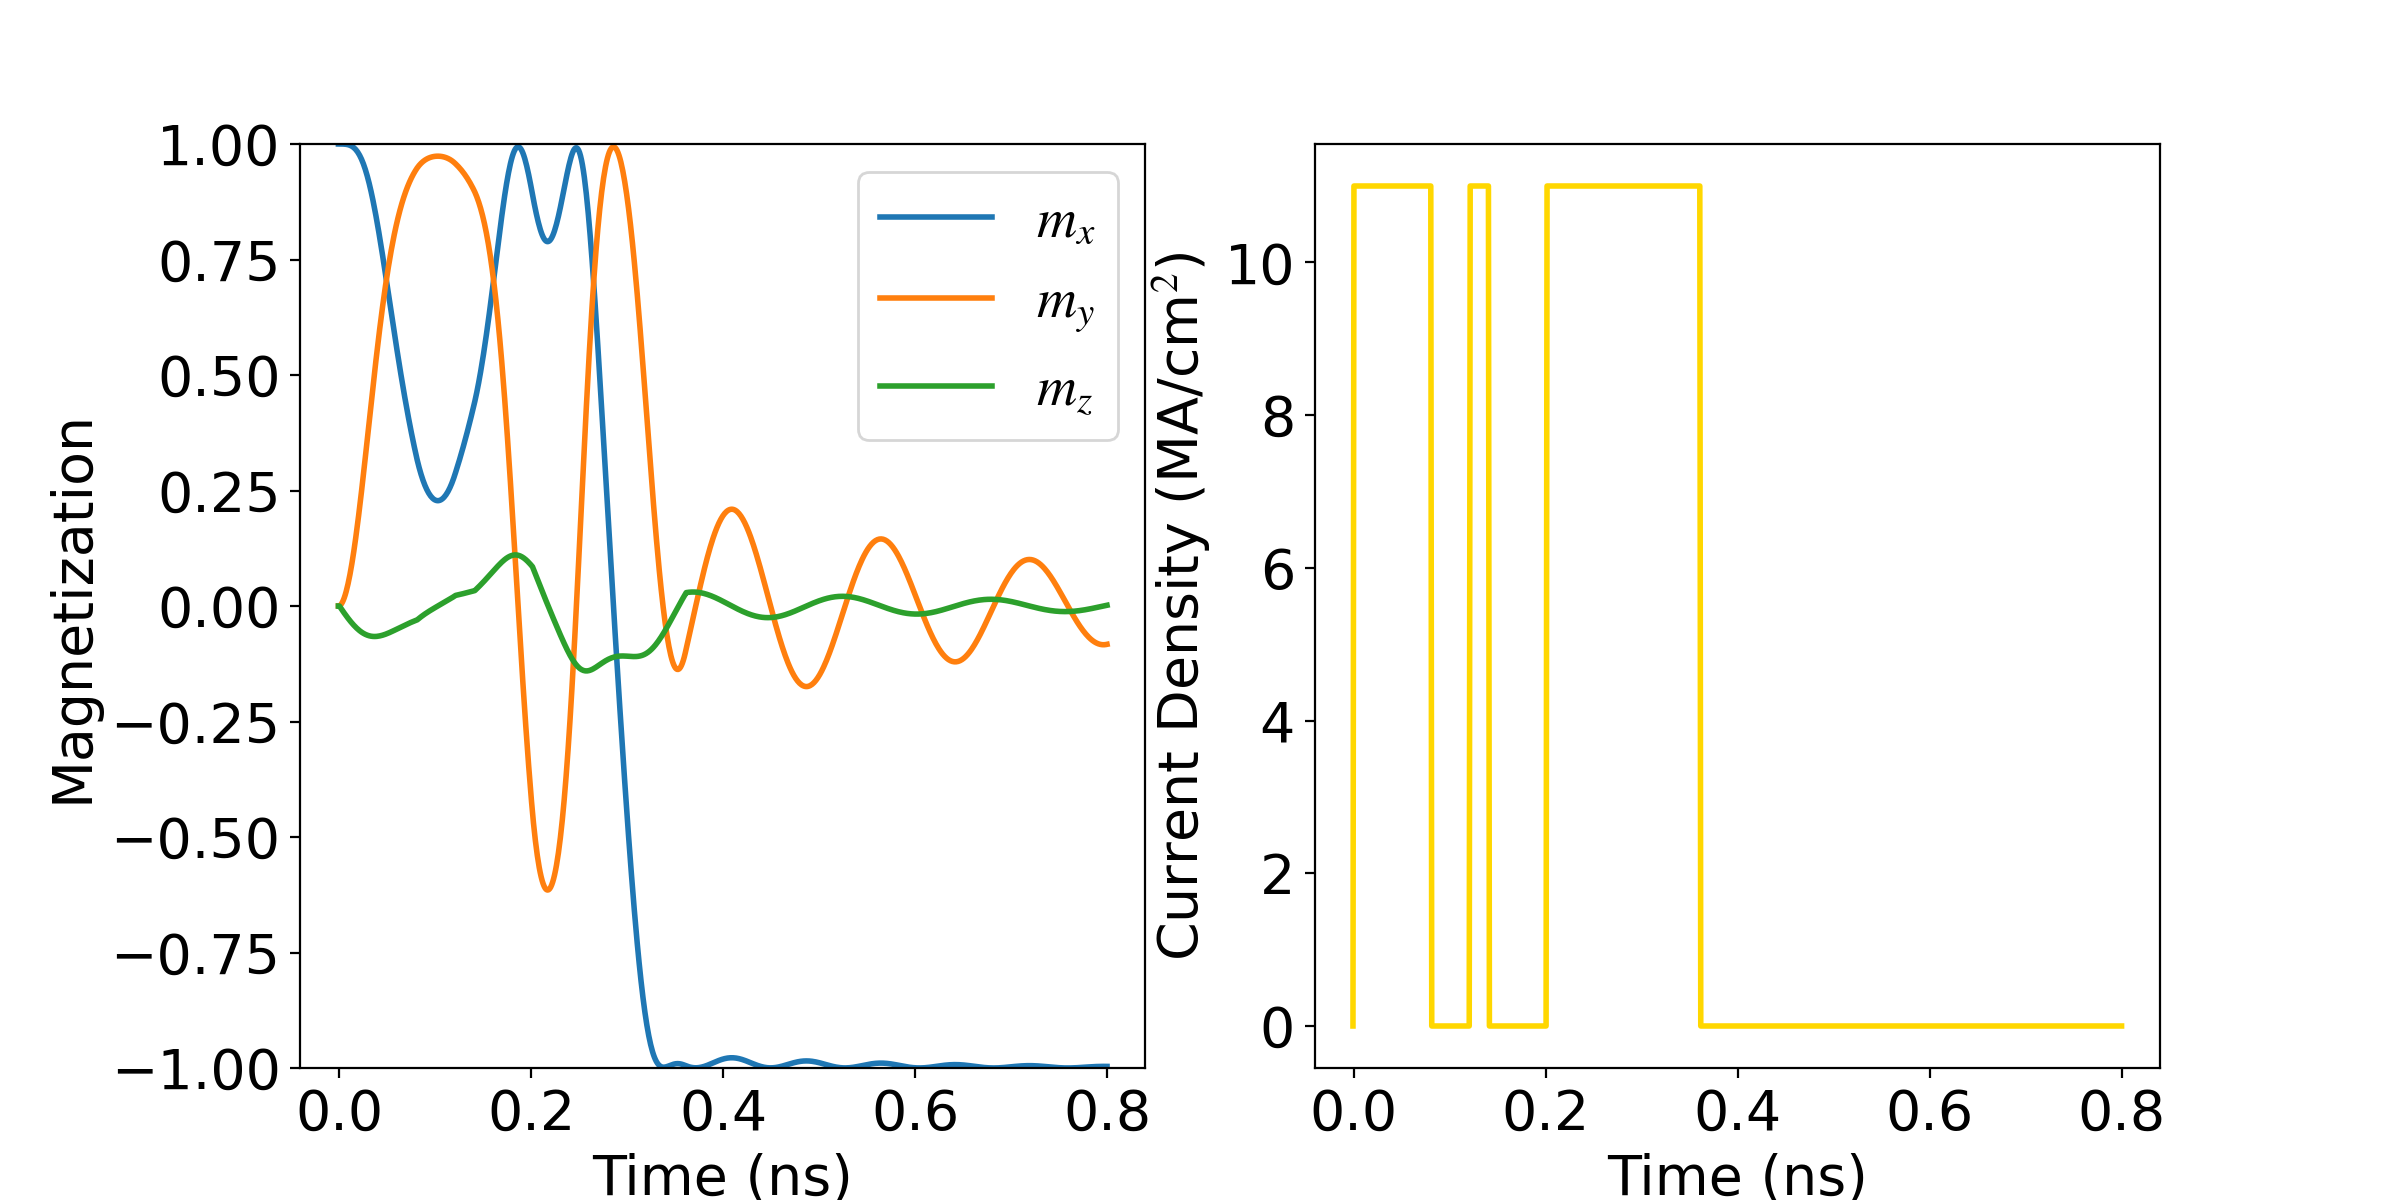 Magnetization
1.00
0.75
0.50
0.25
0.00
−0.25
−0.50
−0.75
−1.00
0.0 0.2 0.4 0.6 0.8
Time (ns)
m_x
m_y
m_z
Current Density (MA/cm²)
10
8
6
4
2
0
0.0 0.2 0.4 0.6 0.8
Time (ns)